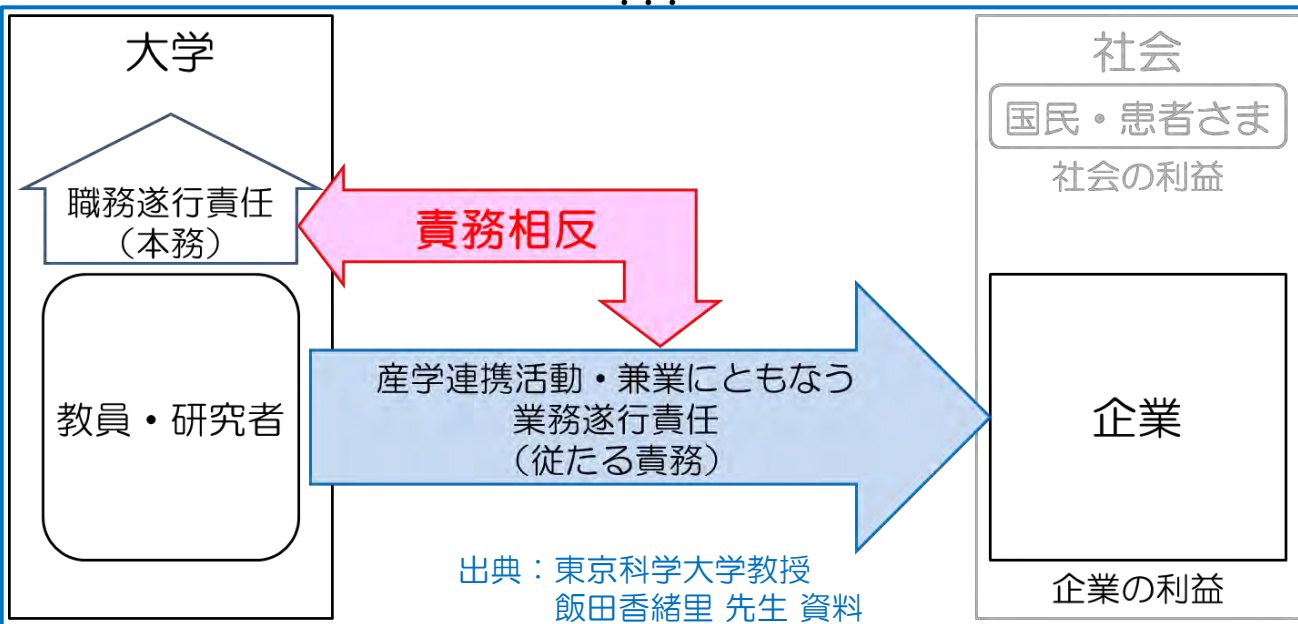 大学
職務遂行責任
（本務）
教員・研究者
責務相反
産学連携活動・兼業にともなう
業務遂行責任
（従たる責務）
社会
国民・患者さま
社会の利益
企業
企業の利益
出典：東京科学大学教授
飯田香緒里 先生 資料